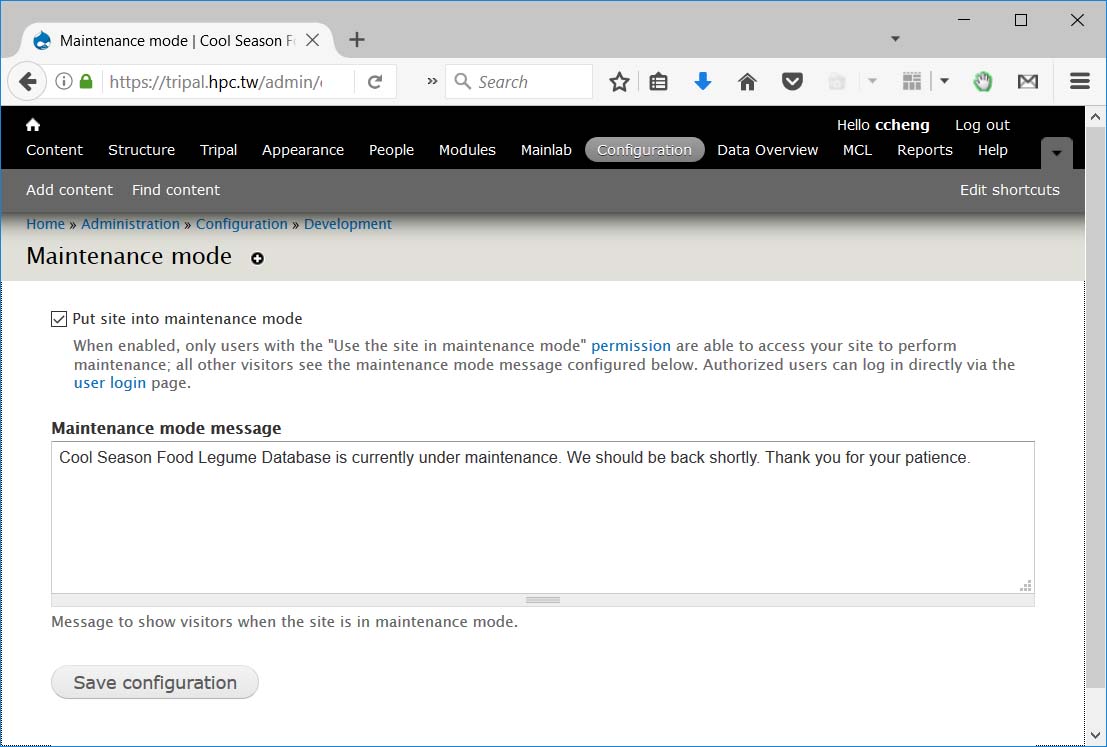 Maintenance mode | Cool Season F
https://tripal.hpc.tw/admin/
Search
Hello ccheng Log out
Content Structure Tripal Appearance People Modules Mainlab Configuration Data Overview MCL Reports Help
Add content Find content Edit shortcuts
Home » Administration » Configuration » Development
Maintenance mode
Put site into maintenance mode
When enabled, only users with the "Use the site in maintenance mode" permission are able to access your site to perform
maintenance; all other visitors see the maintenance mode message configured below. Authorized users can log in directly via the
user login page.
Maintenance mode message
Cool Season Food Legume Database is currently under maintenance. We should be back shortly. Thank you for your patience.
Message to show visitors when the site is in maintenance mode.
Save configuration